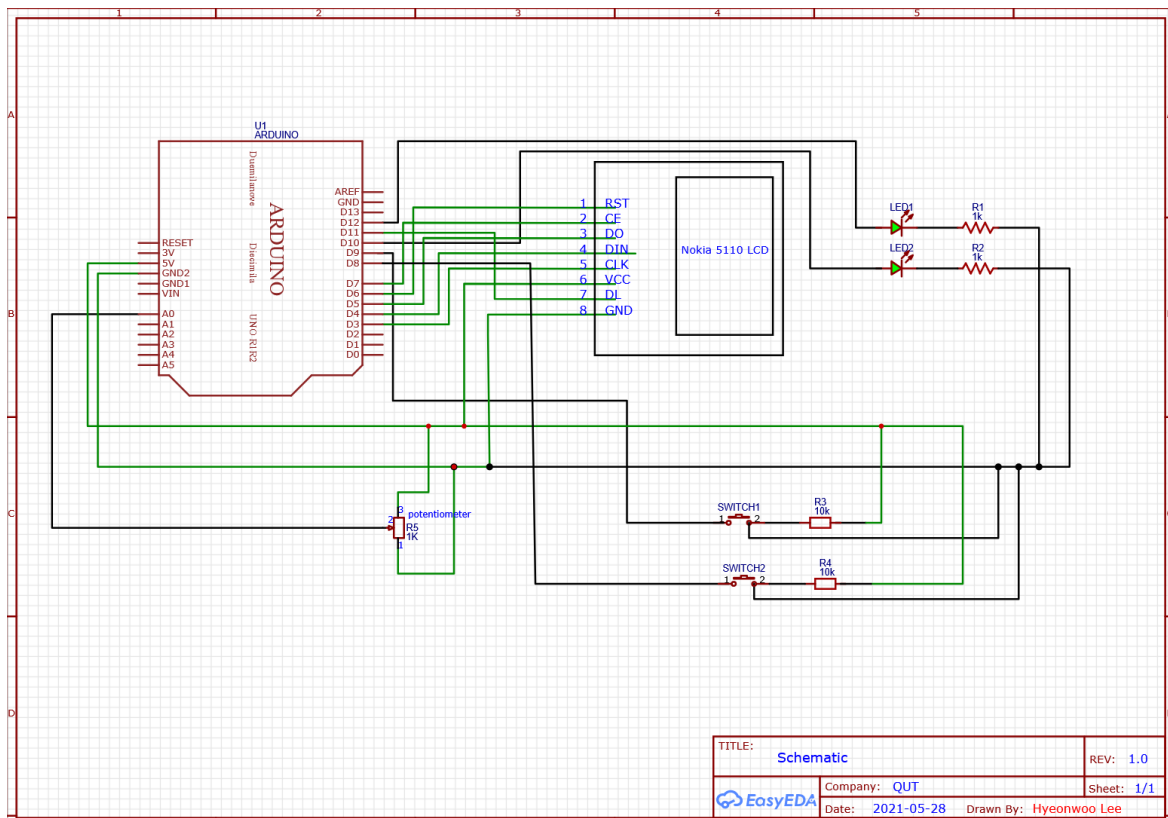 1 2 3 4 5
A
B
C
D
U1
ARDUINO
Duemilanove
Diecimila
UNO R1R2
ARDUINO
RESET
3V
5V
GND2
GND1
VIN
A0
A1
A2
A3
A4
A5
AREF
GND
D13
D12
D11
D10
D9
D8
D7
D6
D5
D4
D3
D2
D1
D0
1 RST
2 CE
3 DO
4 DIN
5 CLK
6 VCC
7 DL
8 GND
Nokia 5110 LCD
LED1
R1
1k
LED2
R2
1k
3 potentiometer
2
R5
1K
1
SWITCH1
1 2
R3
10k
SWITCH2
1 2
R4
10k
TITLE:
Schematic
REV: 1.0
EasyEDA
Company: QUT
Sheet: 1/1
Date: 2021-05-28 Drawn By: Hyeonwoo Lee